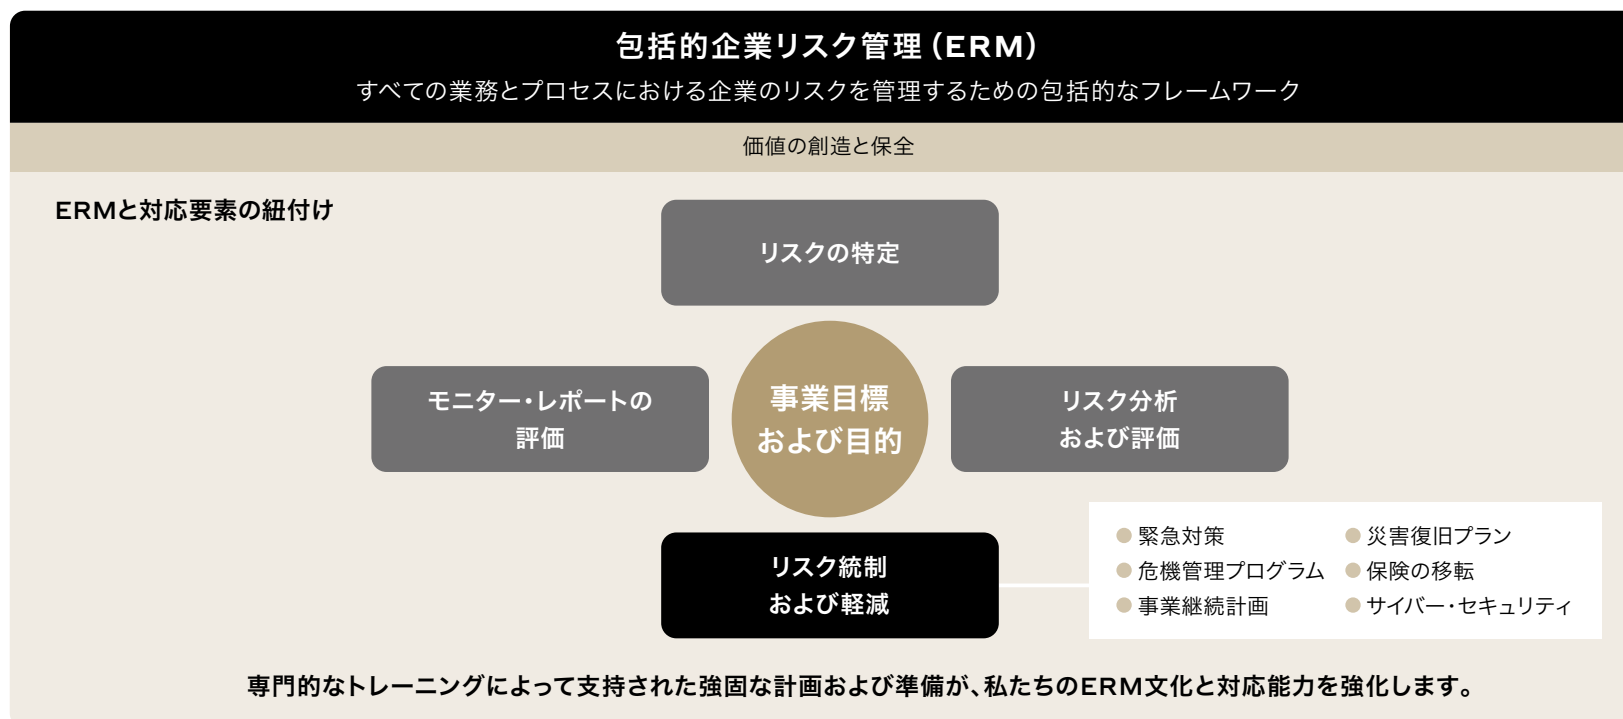 包括的企業リスク管理（ERM）
すべての業務とプロセスにおける企業のリスクを管理するための包括的なフレームワーク
価値の創造と保全
ERMと対応要素の紐付け
リスクの特定
モニター・レポートの
評価
事業目標
および目的
リスク分析
および評価
リスク統制
および軽減
緊急対策
危機管理プログラム
事業継続計画
災害復旧プラン
保険の移転
サイバー・セキュリティ
専門的なトレーニングによって支持された強固な計画および準備が、私たちのERM文化と対応能力を強化します。